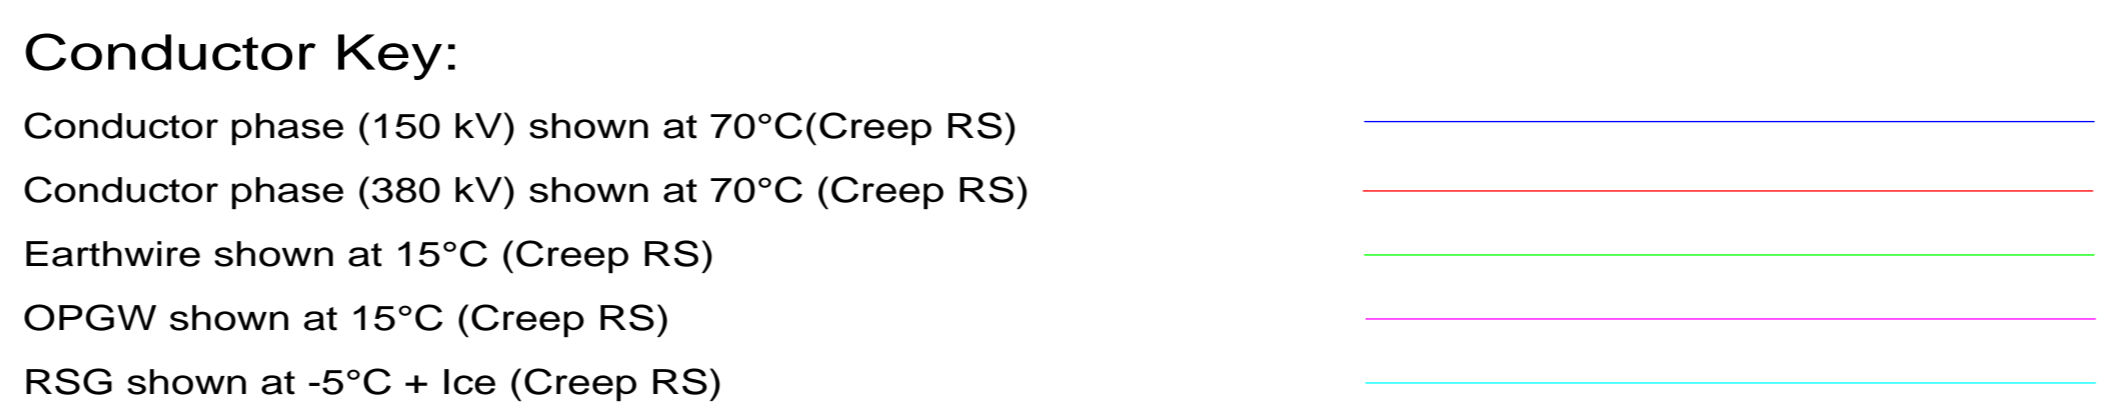 Conductor Key:
Conductor phase (150 kV) shown at 70°C(Creep RS)
Conductor phase (380 kV) shown at 70°C (Creep RS)
Earthwire shown at 15°C (Creep RS)
OPGW shown at 15°C (Creep RS)
RSG shown at -5°C + Ice (Creep RS)